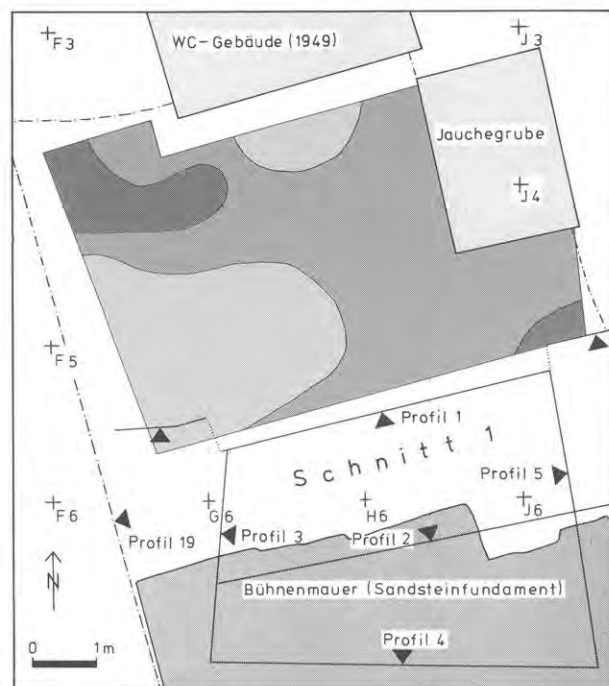 F3
WC-Gebäude (1949)
J3
Jauchegrube
J4
F5
Profil 1
Schnitt 1
Profil 5
F6
G6
H6
J6
Profil 19
Profil 3
Profil 2
N
Bühnenmauer (Sandsteinfundament)
0 1m
Profil 4